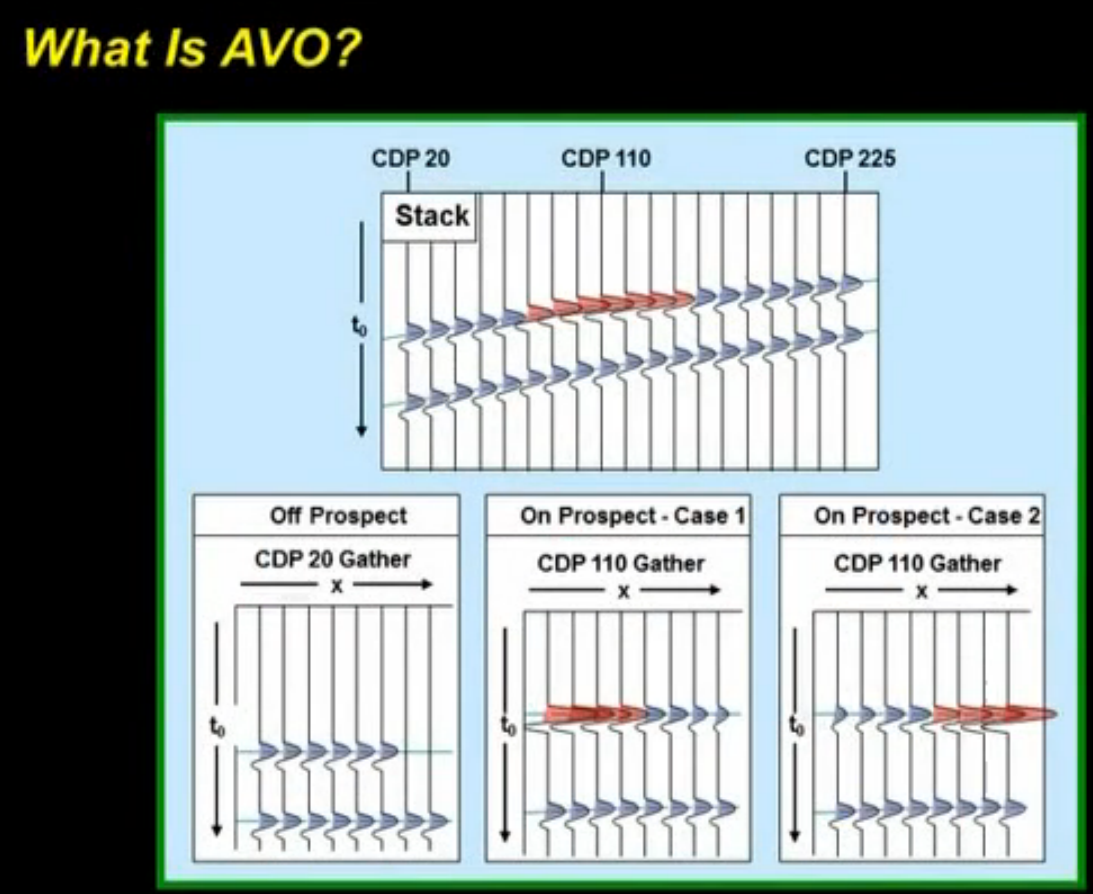 What Is AVO?
CDP 20 CDP 110 CDP 225
Stack
t₀
Off Prospect
CDP 20 Gather
x
t₀
On Prospect - Case 1
CDP 110 Gather
x
t₀
On Prospect - Case 2
CDP 110 Gather
x
t₀